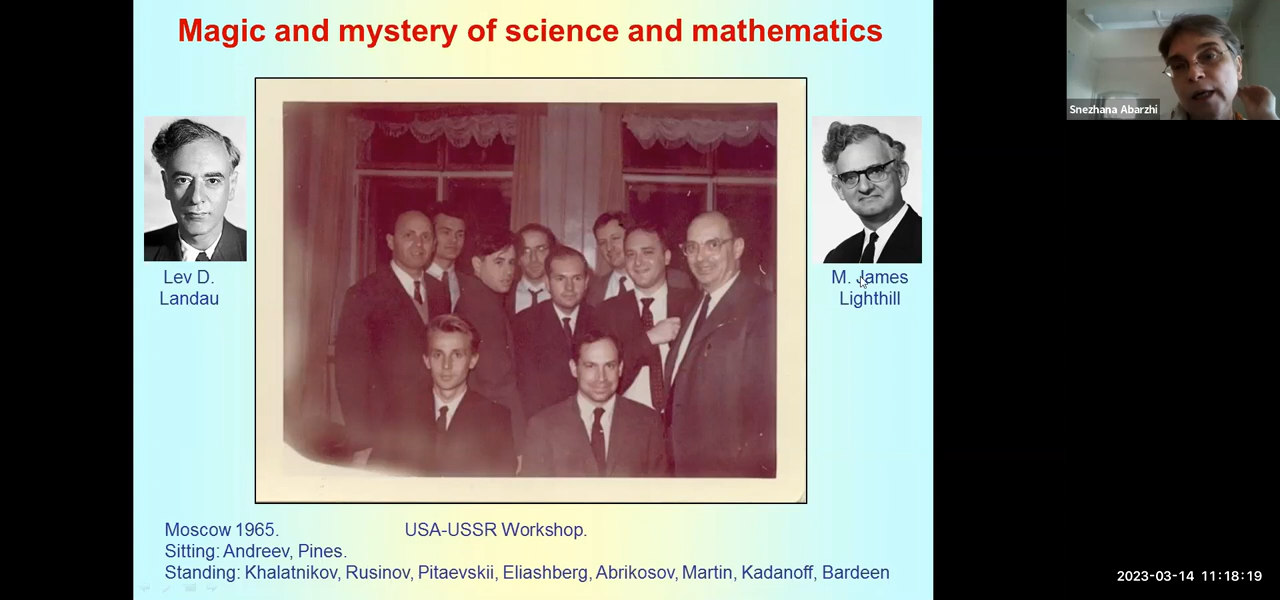 Magic and mystery of science and mathematics
Snezhana Abarzhi
Lev D.
Landau
M. James
Lighthill
Moscow 1965. USA-USSR Workshop.
Sitting: Andreev, Pines.
Standing: Khalatnikov, Rusinov, Pitaevskii, Eliashberg, Abrikosov, Martin, Kadanoff, Bardeen
2023-03-14 11:18:19